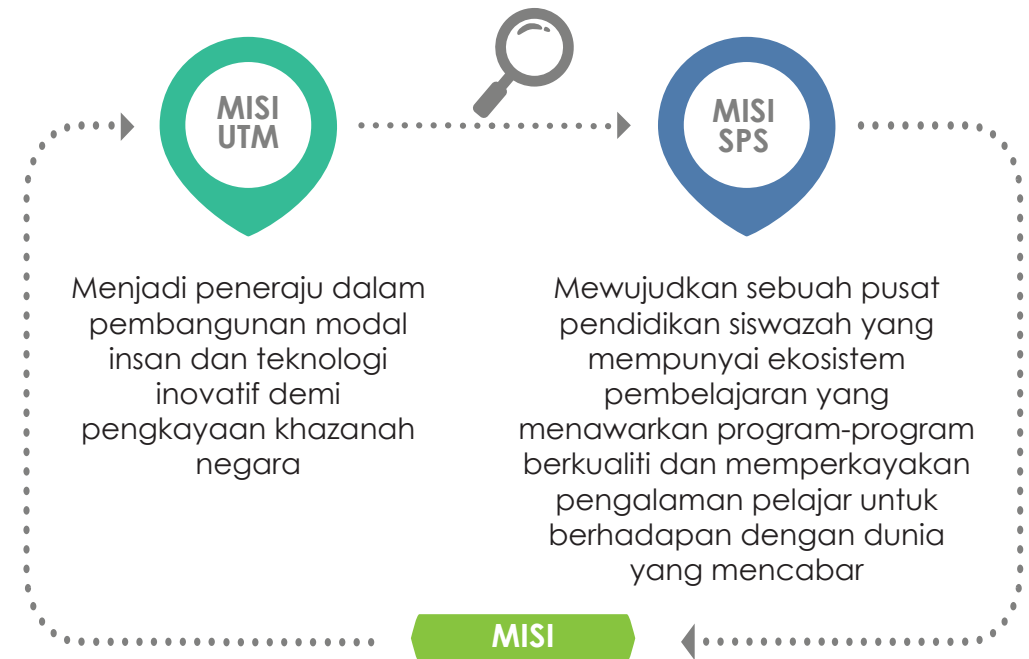 MISI
UTM
MISI
SPS
Menjadi peneraju dalam
pembangunan modal
insan dan teknologi
inovatif demi
pengkayaan khazanah
negara
Mewujudkan sebuah pusat
pendidikan siswazah yang
mempunyai ekosistem
pembelajaran yang
menawarkan program-program
berkualiti dan memperkayakan
pengalaman pelajar untuk
berhadapan dengan dunia
yang mencabar
MISI